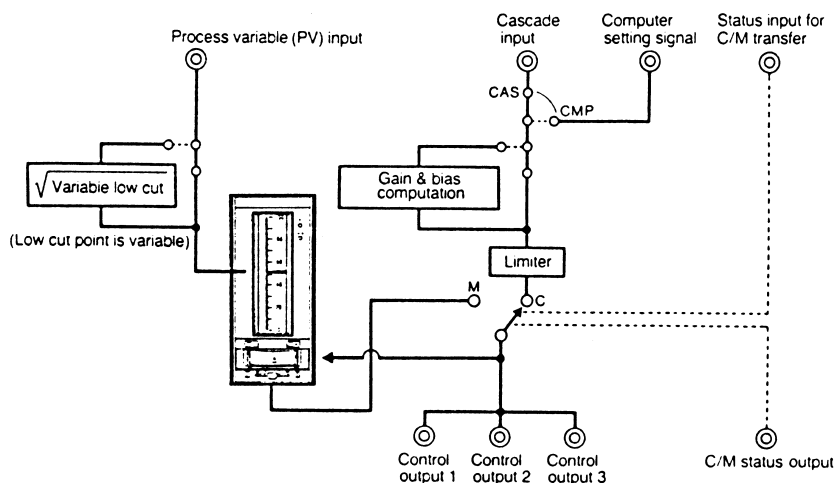 Process variable (PV) input
Cascade
input
Computer
setting signal
Status input for
C/M transfer
CAS
CMP
√Variable low cut
(Low cut point is variable)
Gain & bias
computation
Limiter
M
C
Control
output 1
Control
output 2
Control
output 3
C/M status output